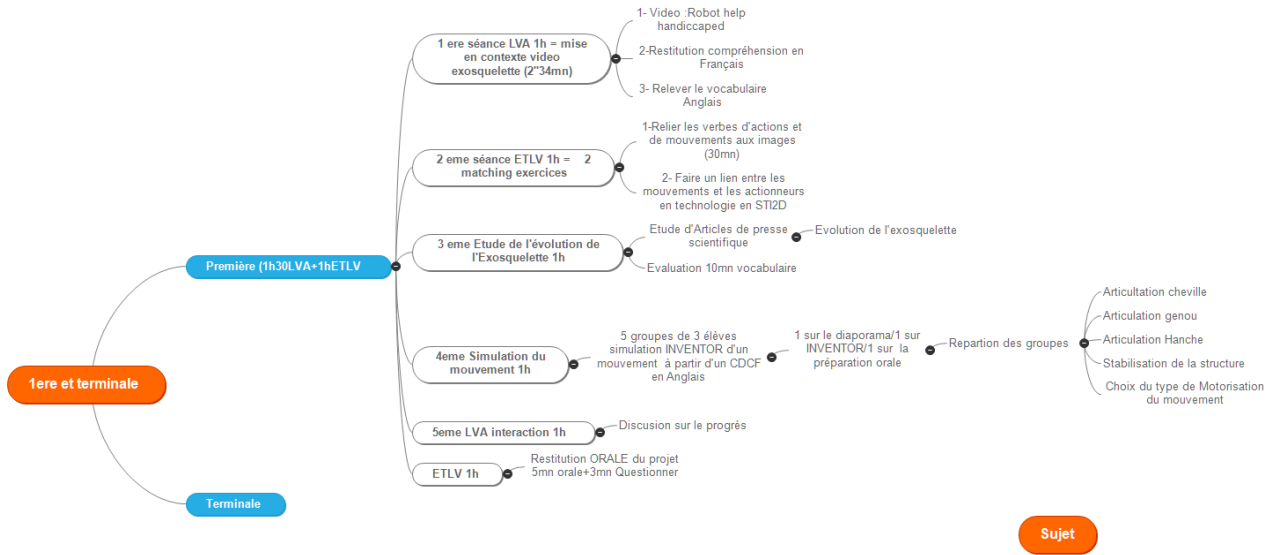 1ere et terminale
Première (1h30LVA+1hETLV
1 ere séance LVA 1h = mise
en contexte video
exosquelette (2"34mn)
1- Video :Robot help
handiccaped
2-Restitution compréhension en
Français
3- Relever le vocabulaire
Anglais
2 eme séance ETLV 1h = 2
matching exercices
1-Relier les verbes d'actions et
de mouvements aux images
(30mn)
2- Faire un lien entre les
mouvements et les actionneurs
en technologie en STI2D
3 eme Etude de l'évolution de
l'Exosquelette 1h
Etude d'Articles de presse
scientifique
Evolution de l'exosquelette
Evaluation 10mn vocabulaire
4eme Simulation du
mouvement 1h
5 groupes de 3 élèves
simulation INVENTOR d'un
mouvement à partir d'un CDCF
en Anglais
1 sur le diaporama/1 sur
INVENTOR/1 sur la
préparation orale
Repartion des groupes
Articultation cheville
Articulation genou
Articulation Hanche
Stabilisation de la structure
Choix du type de Motorisation
du mouvement
5eme LVA interaction 1h
Discusion sur le progrès
ETLV 1h
Restitution ORALE du projet
5mn orale+3mn Questionner
Terminale
Sujet